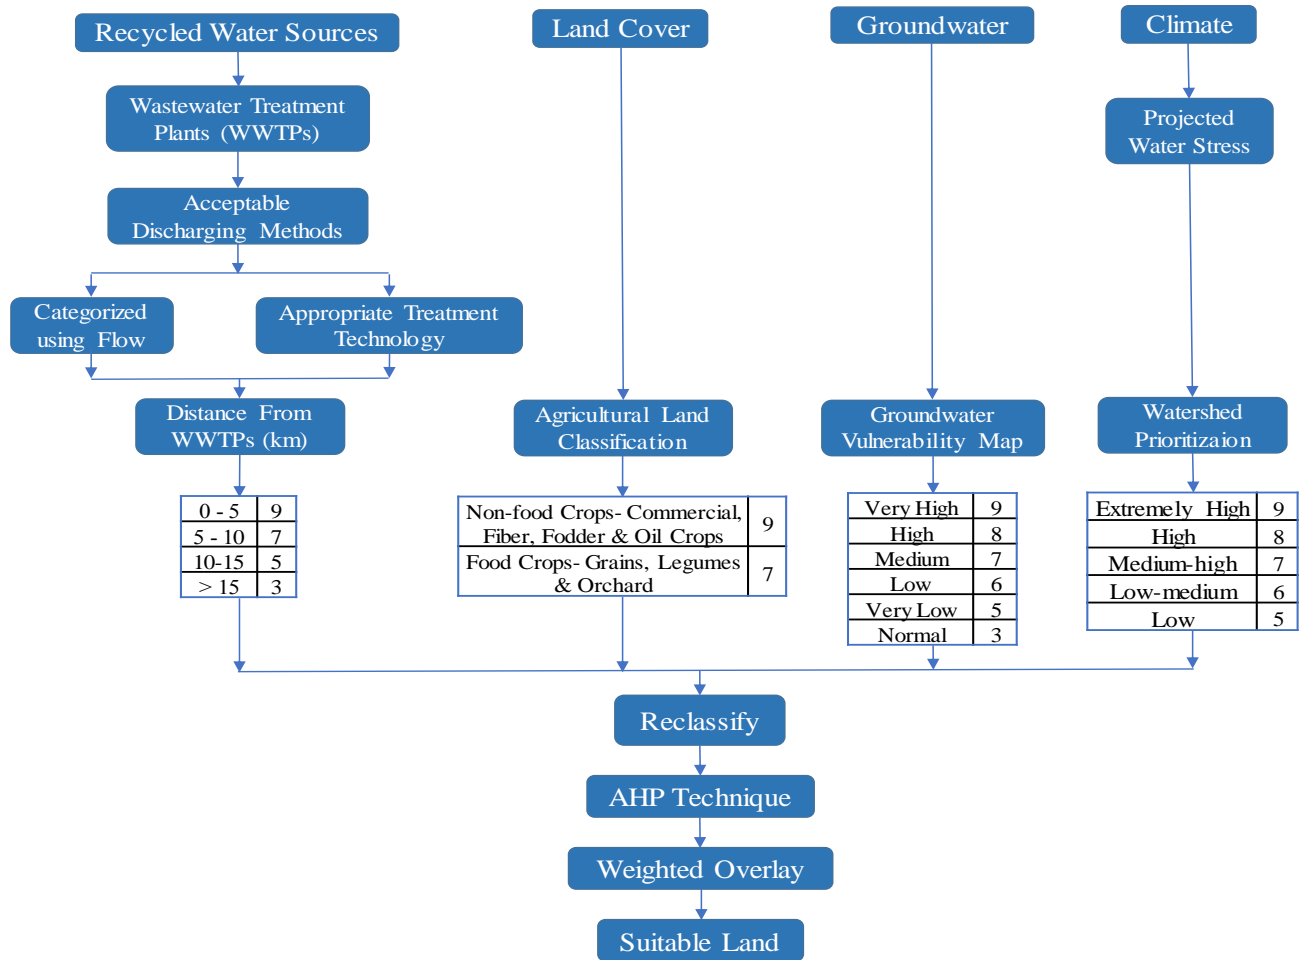 Recycled Water Sources
Wastewater Treatment
Plants (WWTPs)
Acceptable
Discharging Methods
Categorized
using Flow
Appropriate Treatment
Technology
Distance From
WWTPs (km)
0 - 5 9
5 - 10 7
10-15 5
> 15 3
Land Cover
Agricultural Land
Classification
Non-food Crops- Commercial,
Fiber, Fodder & Oil Crops
9
Food Crops- Grains, Legumes
& Orchard
7
Groundwater
Groundwater
Vulnerability Map
Very High 9
High 8
Medium 7
Low 6
Very Low 5
Normal 3
Climate
Projected
Water Stress
Watershed
Prioritizaion
Extremely High 9
High 8
Medium-high 7
Low-medium 6
Low 5
Reclassify
AHP Technique
Weighted Overlay
Suitable Land